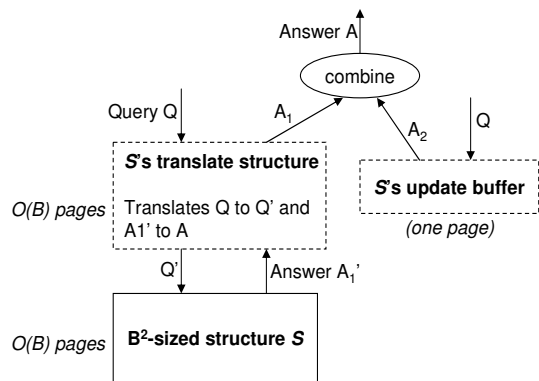 Answer A
combine
Query Q
A1
A2
Q
S's translate structure
S's update buffer
O(B) pages
Translates Q to Q' and
A1' to A
(one page)
Q'
Answer A1'
O(B) pages
B²-sized structure S